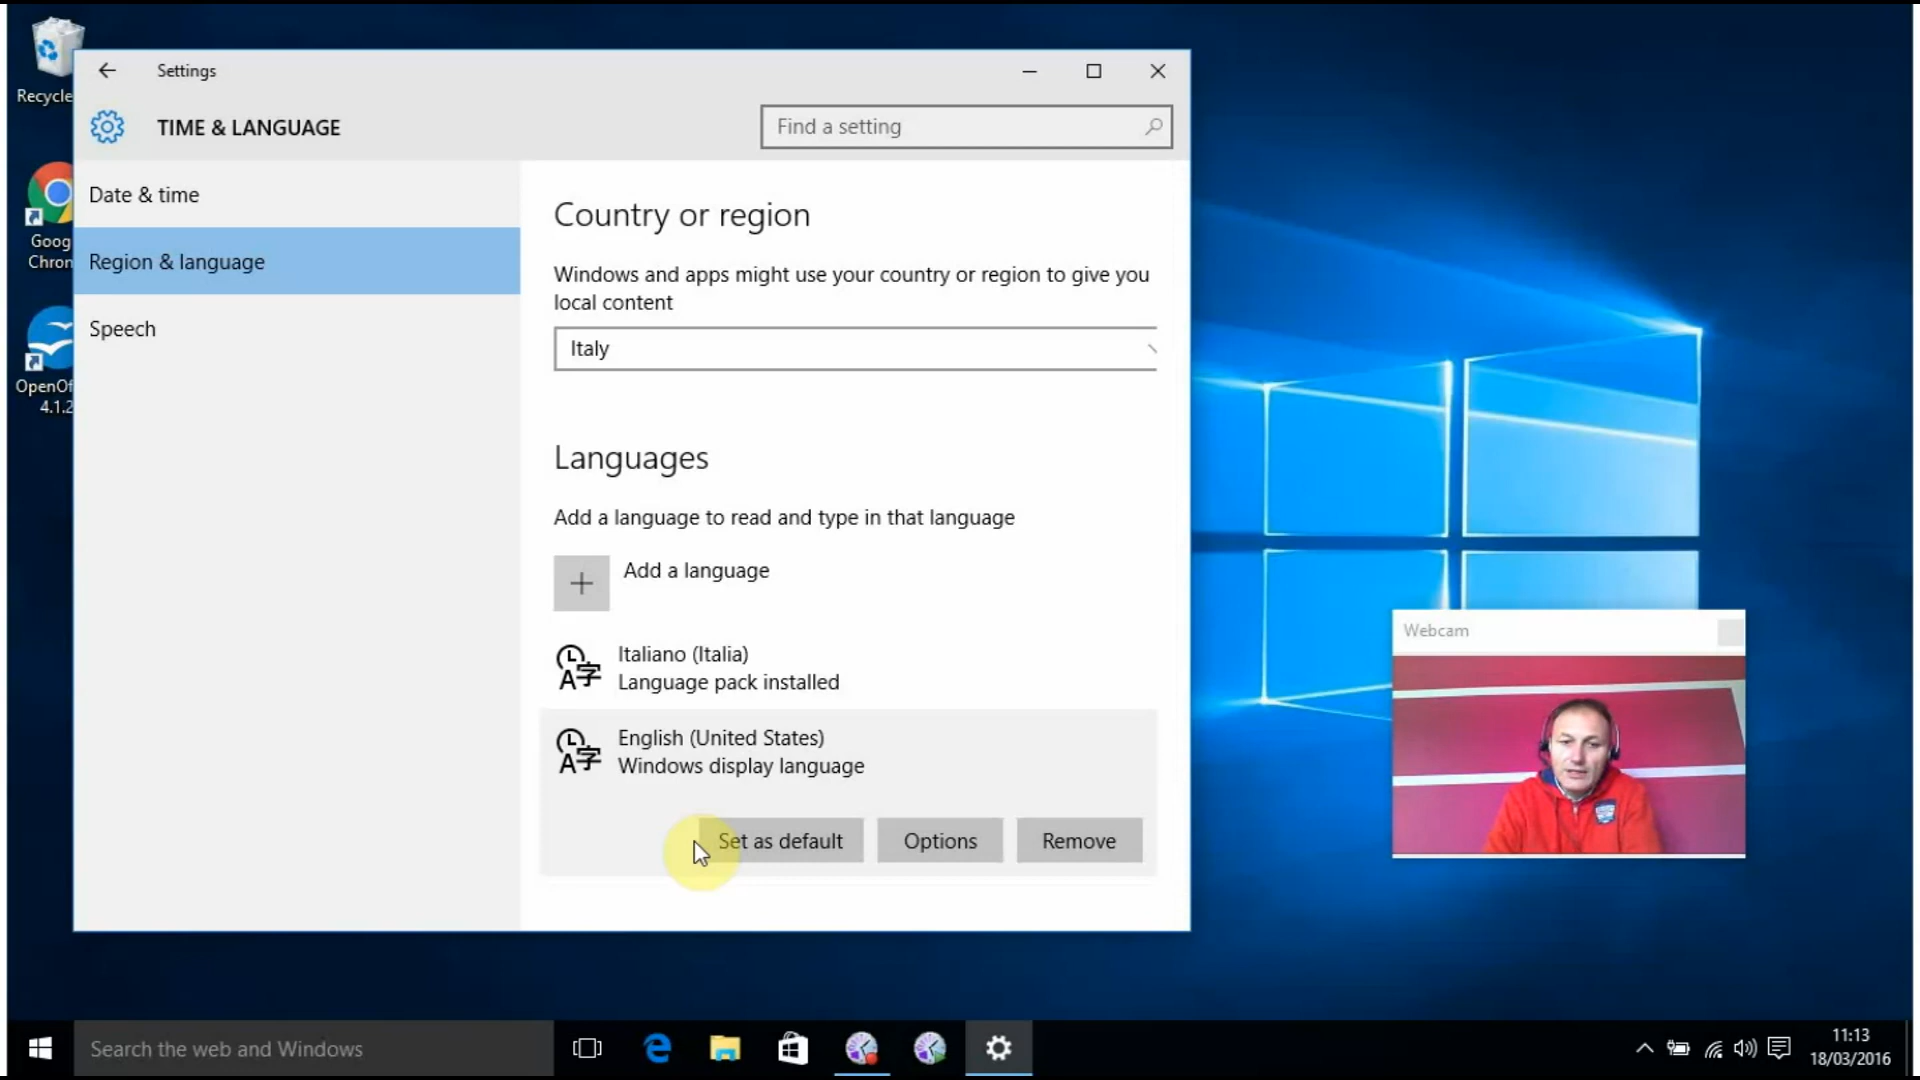 Recycle
Goog
Chron
OpenOf
4.1.2
Settings
TIME & LANGUAGE
Find a setting
Date & time
Region & language
Speech
Country or region
Windows and apps might use your country or region to give you
local content
Italy
Languages
Add a language to read and type in that language
Add a language
Italiano (Italia)
Language pack installed
English (United States)
Windows display language
Set as default
Options
Remove
Webcam
Search the web and Windows
11:13
18/03/2016